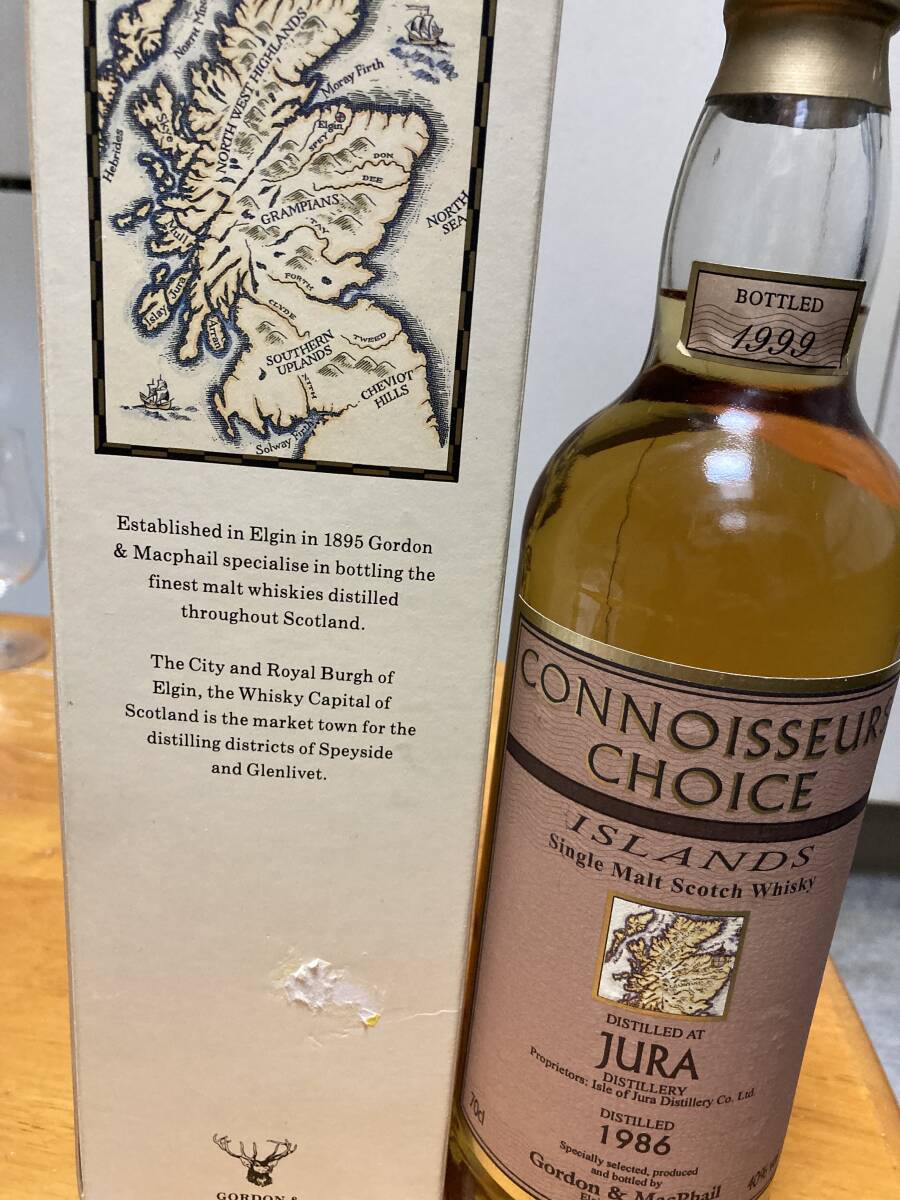 North Min
NORTH WEST HIGHLANDS
Moray Firth
Hebrides
Skye
Elgin
SPEY
DON
DEE
GRAMPIANS
TAY
NORTH
SEA
Mull
Islay
Jura
Arran
FORTH
CLYDE
TWEED
SOUTHERN
UPLANDS
NITH
CHEVIOT
HILLS
Solway Firth
Established in Elgin in 1895 Gordon
& Macphail specialise in bottling the
finest malt whiskies distilled
throughout Scotland.
The City and Royal Burgh of
Elgin, the Whisky Capital of
Scotland is the market town for the
distilling districts of Speyside
and Glenlivet.
GORDON &
BOTTLED
1999
CONNOISSEURS
CHOICE
ISLANDS
Single Malt Scotch Whisky
DISTILLED AT
JURA
DISTILLERY
Proprietors: Isle of Jura Distillery Co. Ltd.
DISTILLED
1986
70cl
Specially selected, produced
and bottled by
Gordon & MacPhail
40%